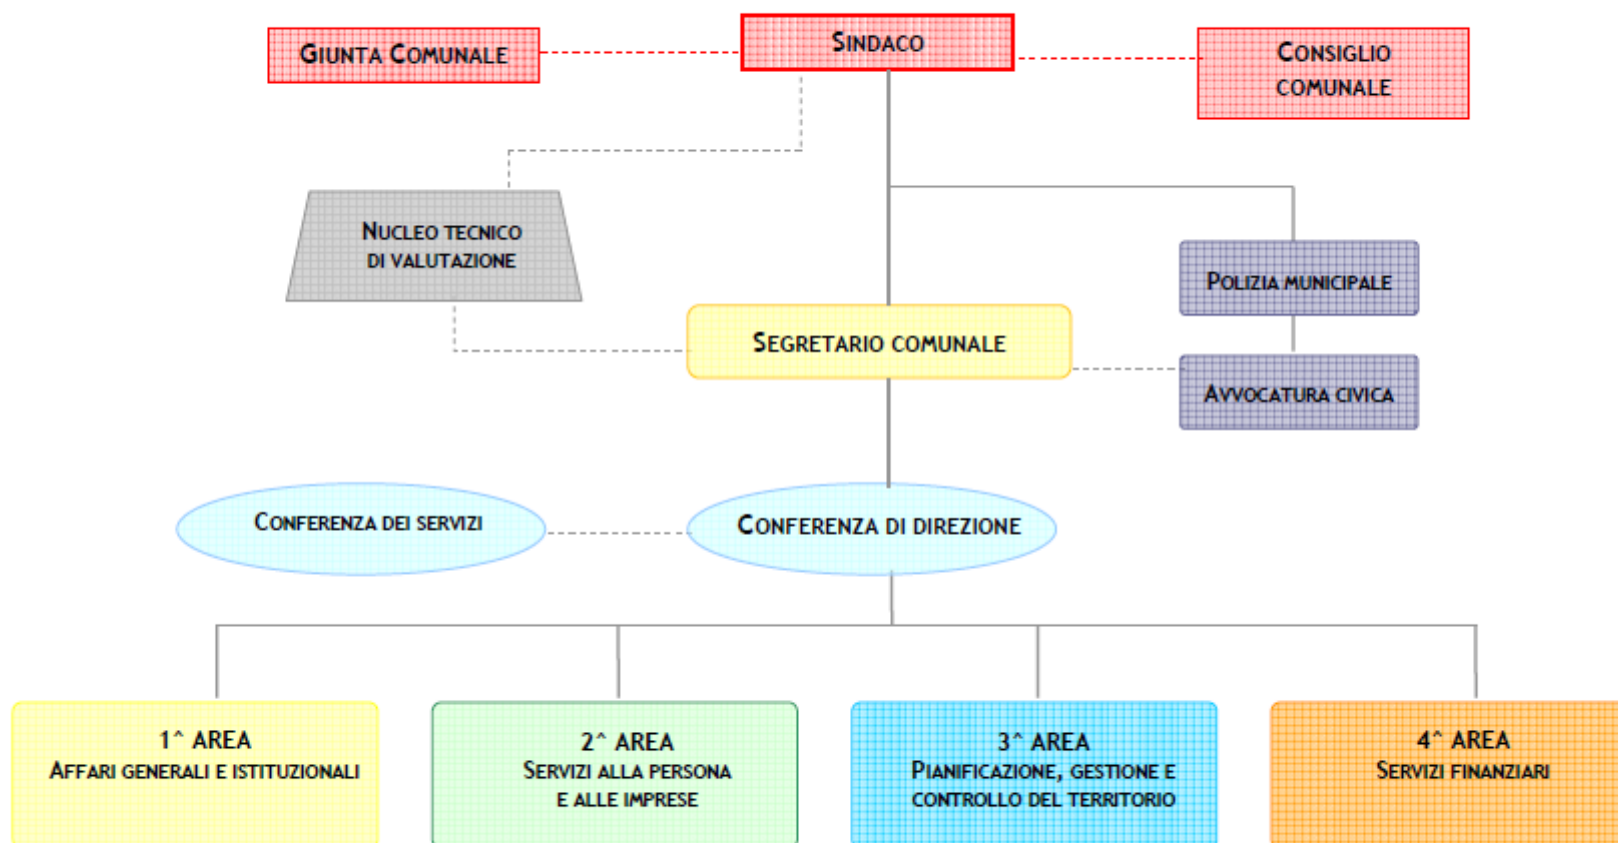 GIUNTA COMUNALE
SINDACO
CONSIGLIO
COMUNALE
NUCLEO TECNICO
DI VALUTAZIONE
POLIZIA MUNICIPALE
SEGRETARIO COMUNALE
AVVOCATURA CIVICA
CONFERENZA DEI SERVIZI
CONFERENZA DI DIREZIONE
1^ AREA
AFFARI GENERALI E ISTITUZIONALI
2^ AREA
SERVIZI ALLA PERSONA
E ALLE IMPRESE
3^ AREA
PIANIFICAZIONE, GESTIONE E
CONTROLLO DEL TERRITORIO
4^ AREA
SERVIZI FINANZIARI